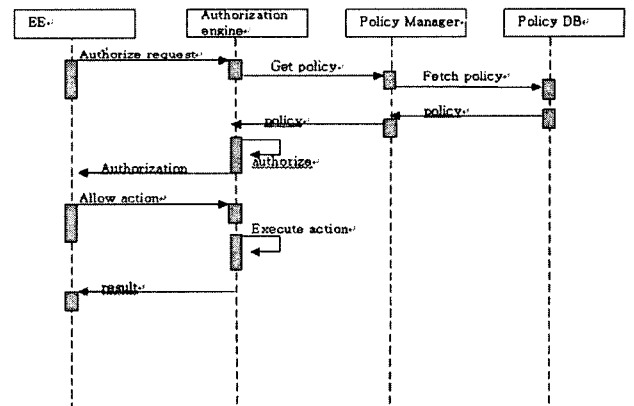 EE
Authorization
engine
Policy Manager
Policy DB
Authorize request
Get policy
Fetch policy
policy
policy
authorize
Authorization
Allow action
Execute action
result